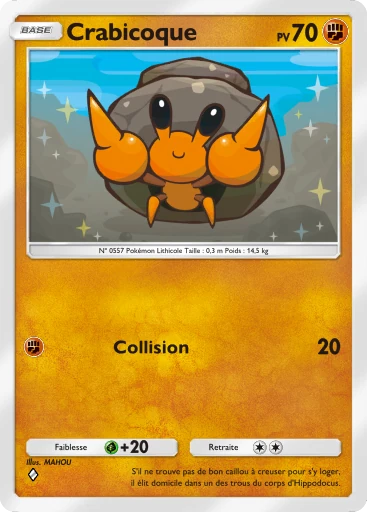 BASE Crabicoque PV 70
N° 0557 Pokémon Lithicole Taille : 0,3 m Poids : 14,5 kg
Collision 20
Faiblesse +20 Retraite
Illus. MAHOU
S'il ne trouve pas de bon caillou à creuser pour s'y loger,
il élit domicile dans un des trous du corps d'Hippodocus.